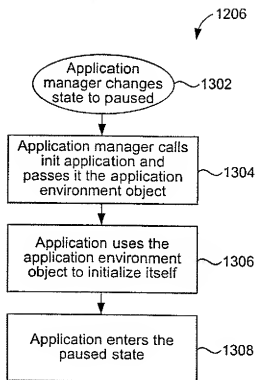 1206
Application
manager changes
state to paused
1302
Application manager calls
init application and
passes it the application
environment object
1304
Application uses the
application environment
object to initialize itself
1306
Application enters the
paused state
1308